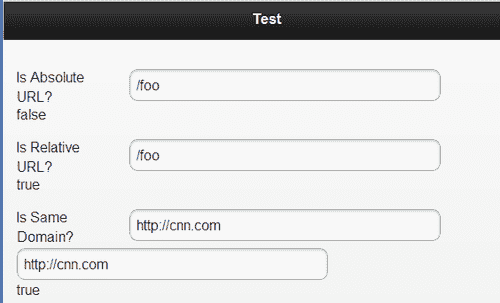 Test
Is Absolute
URL?
/foo
false
Is Relative
URL?
/foo
true
Is Same
Domain?
http://cnn.com
http://cnn.com
true